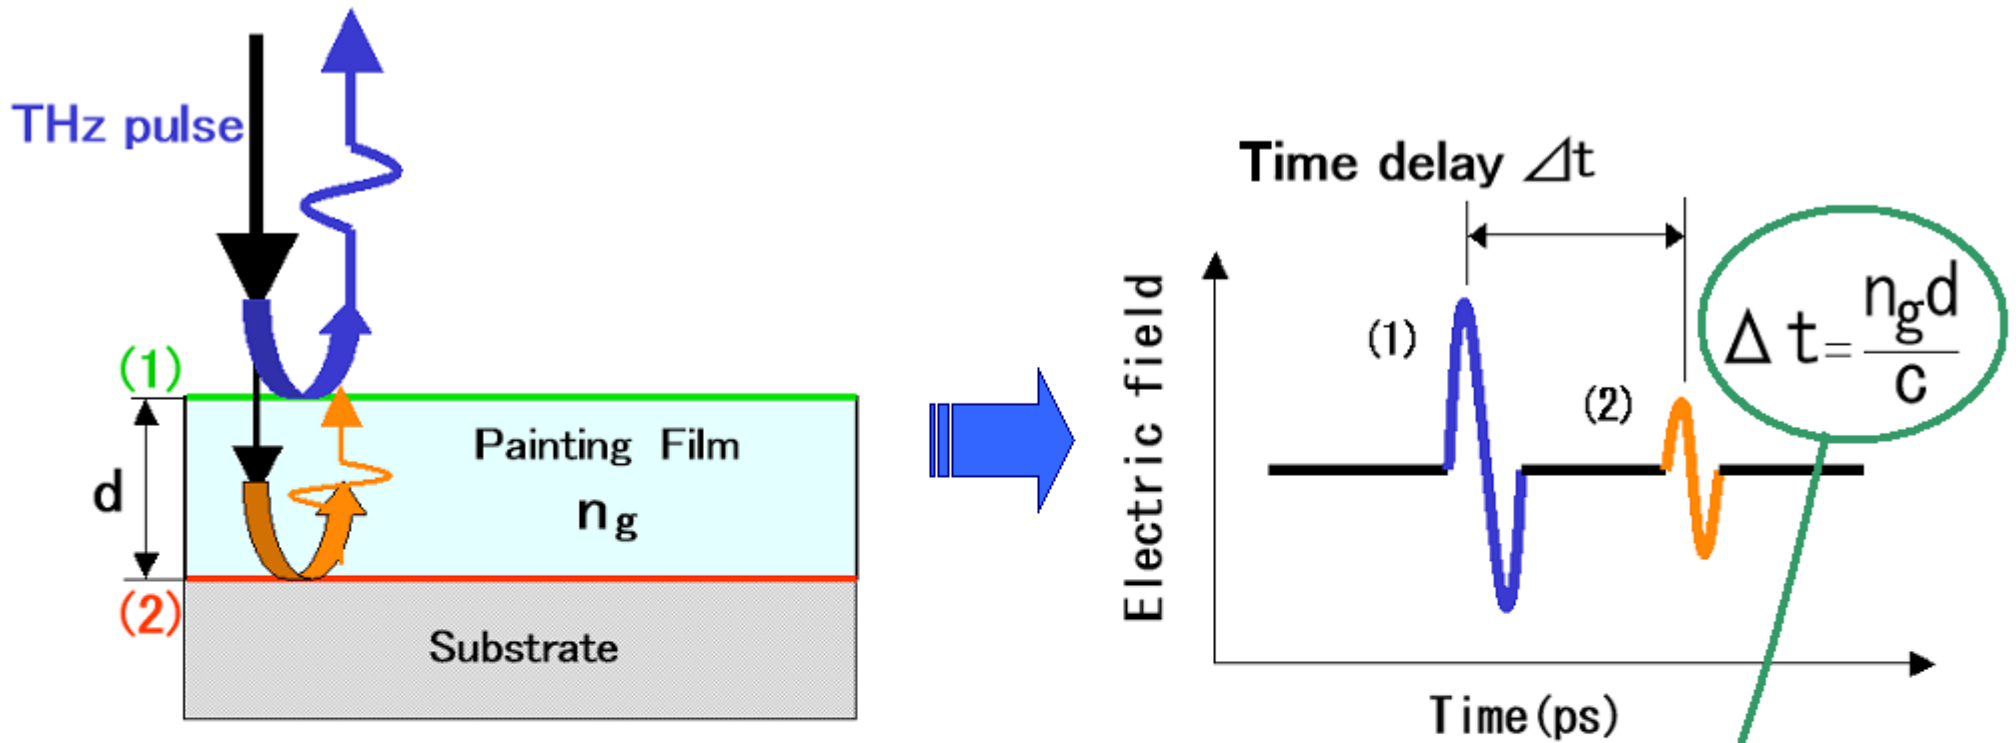 THz pulse
(1)
d
Painting Film
ng
(2)
Substrate
Time delay ⊿t
Electric field
(1)
(2)
Δt=ngd/c
Time(ps)